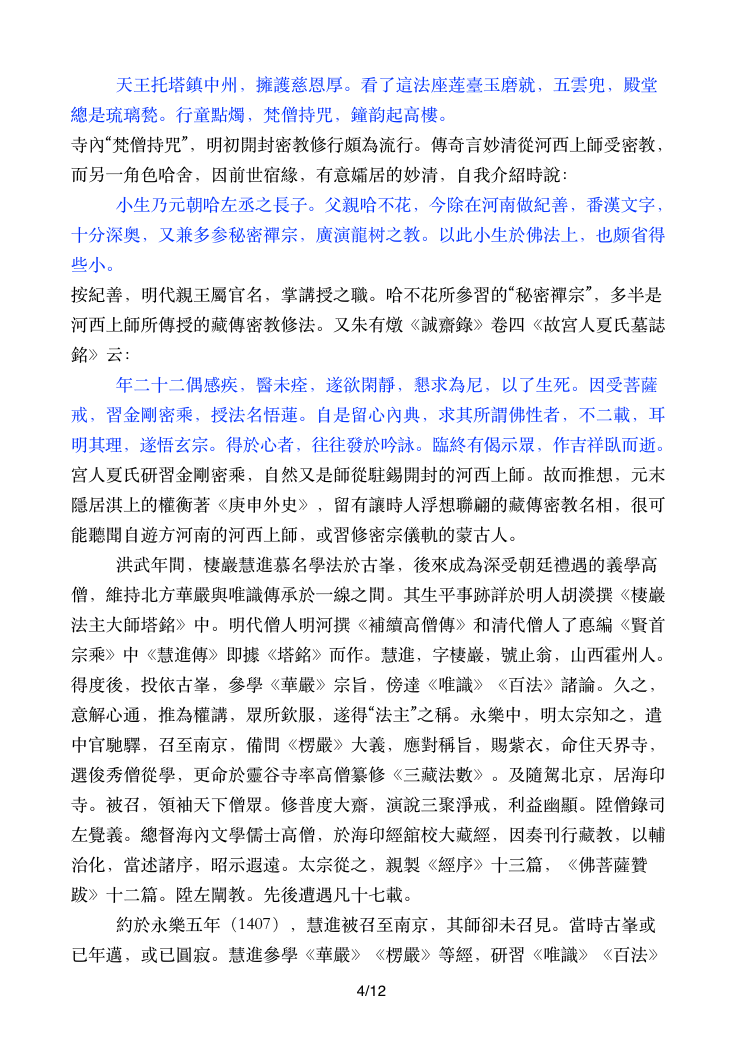 天王托塔鎮中州，擁護慈恩厚。看了這法座莲臺玉磨就，五雲兜，殿堂
總是琉璃甃。行童點燭，梵僧持咒，鐘韵起高樓。
寺內“梵僧持咒”，明初開封密教修行頗為流行。傳奇言妙清從河西上師受密教，
而另一角色哈舍，因前世宿緣，有意孀居的妙清，自我介紹時說：
小生乃元朝哈左丞之長子。父親哈不花，今除在河南做紀善，番漢文字，
十分深奧，又兼多参秘密禪宗，廣演龍树之教。以此小生於佛法上，也颇省得
些小。
按紀善，明代親王屬官名，掌講授之職。哈不花所參習的“秘密禪宗”，多半是
河西上師所傳授的藏傳密教修法。又朱有燉《誠齋錄》卷四《故宮人夏氏墓誌
銘》云：
年二十二偶感疾，醫未痊，遂欲閑靜，懇求為尼，以了生死。因受菩薩
戒，習金剛密乘，授法名悟蓮。自是留心內典，求其所謂佛性者，不二載，耳
明其理，遂悟玄宗。得於心者，往往發於吟詠。臨終有偈示眾，作吉祥臥而逝。
宮人夏氏研習金剛密乘，自然又是師從駐錫開封的河西上師。故而推想，元末
隱居淇上的權衡著《庚申外史》，留有讓時人浮想聯翩的藏傳密教名相，很可
能聽聞自遊方河南的河西上師，或習修密宗儀軌的蒙古人。
洪武年間，棲巖慧進慕名學法於古峯，後來成為深受朝廷禮遇的義學高
僧，維持北方華嚴與唯識傳承於一線之間。其生平事跡詳於明人胡濙撰《棲巖
法主大師塔銘》中。明代僧人明河撰《補續高僧傳》和清代僧人了悳編《賢首
宗乘》中《慧進傳》即據《塔銘》而作。慧進，字棲巖，號止翁，山西霍州人。
得度後，投依古峯，參學《華嚴》宗旨，傍達《唯識》《百法》諸論。久之，
意解心通，推為權講，眾所欽服，遂得“法主”之稱。永樂中，明太宗知之，遣
中官馳驛，召至南京，備問《楞嚴》大義，應對稱旨，賜紫衣，命住天界寺，
選俊秀僧從學，更命於靈谷寺率高僧纂修《三藏法數》。及隨駕北京，居海印
寺。被召，領袖天下僧眾。修普度大齋，演說三聚淨戒，利益幽顯。陞僧錄司
左覺義。總督海內文學儒士高僧，於海印經舘校大藏經，因奏刊行藏教，以輔
治化，當述諸序，昭示遐遠。太宗從之，親製《經序》十三篇，《佛菩薩贊
跋》十二篇。陞左闡教。先後遭遇凡十七載。
約於永樂五年（1407），慧進被召至南京，其師卻未召見。當時古峯或
已年邁，或已圓寂。慧進參學《華嚴》《楞嚴》等經，研習《唯識》《百法》
4/12